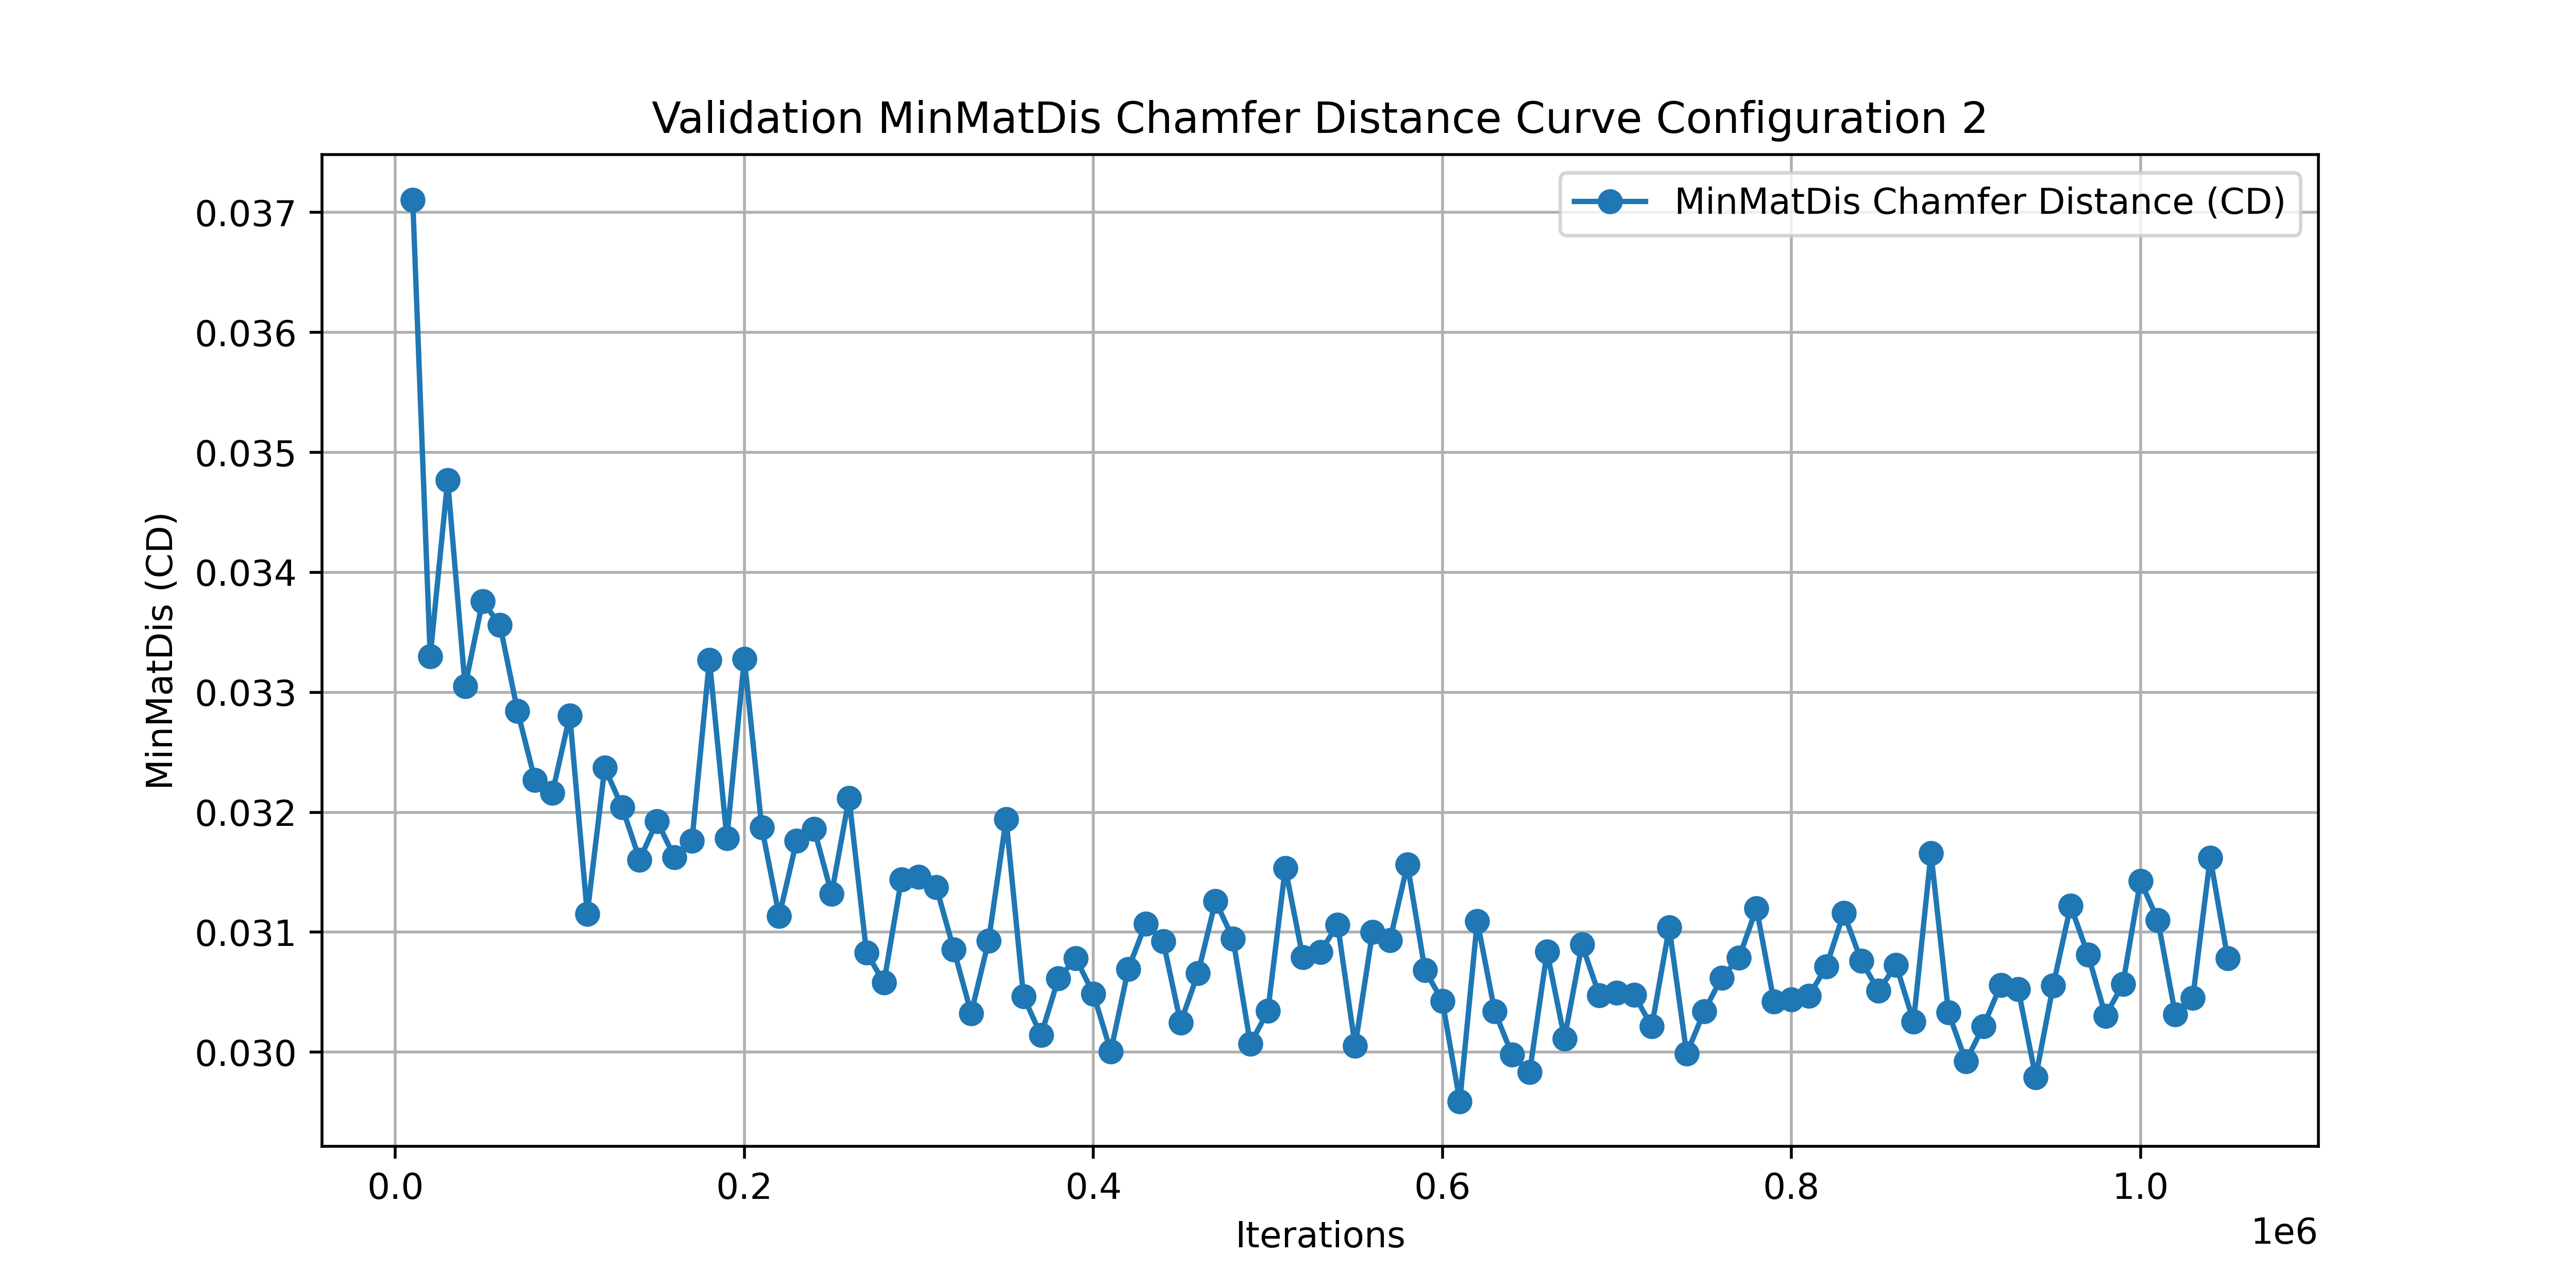 Validation MinMatDis Chamfer Distance Curve Configuration 2
MinMatDis Chamfer Distance (CD)
0.037
0.036
0.035
0.034
0.033
0.032
0.031
0.030
MinMatDis (CD)
0.0 0.2 0.4 0.6 0.8 1.0
Iterations
1e6